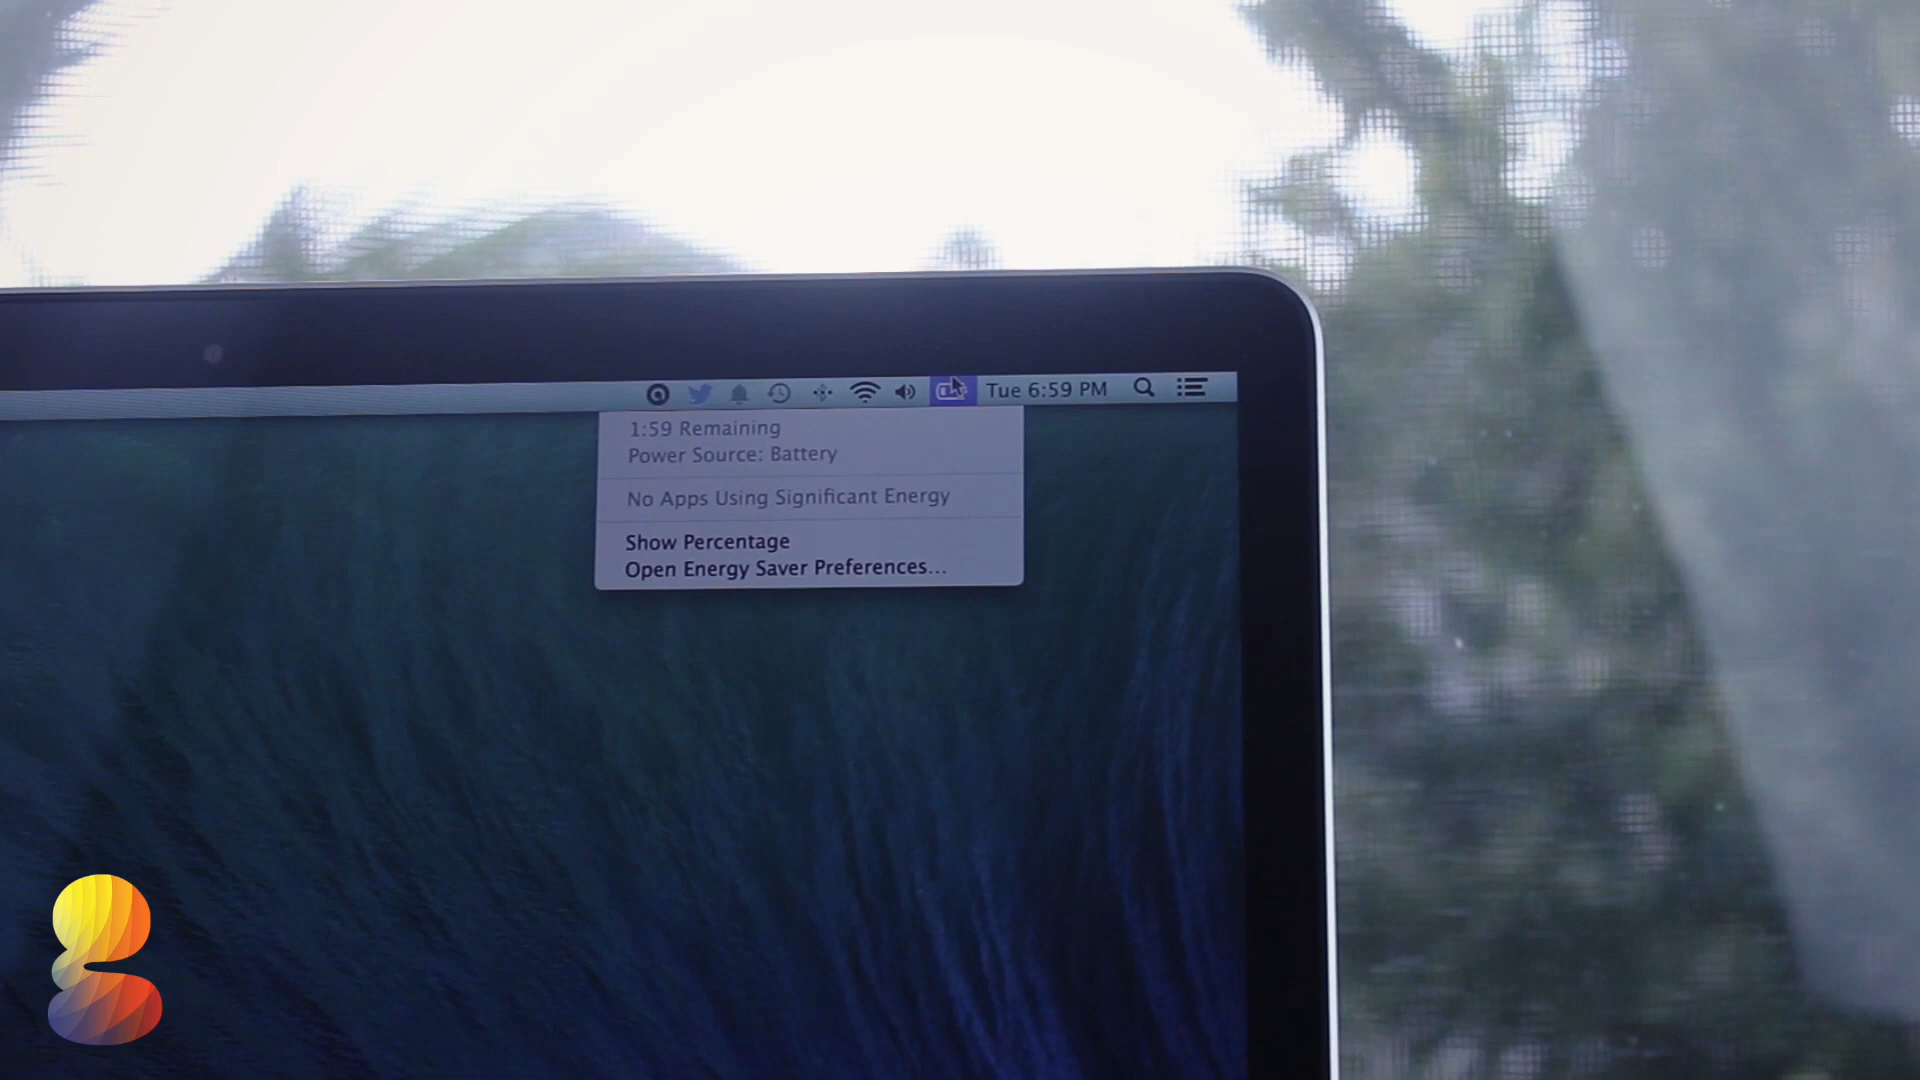 Tue 6:59 PM
1:59 Remaining
Power Source: Battery
No Apps Using Significant Energy
Show Percentage
Open Energy Saver Preferences...